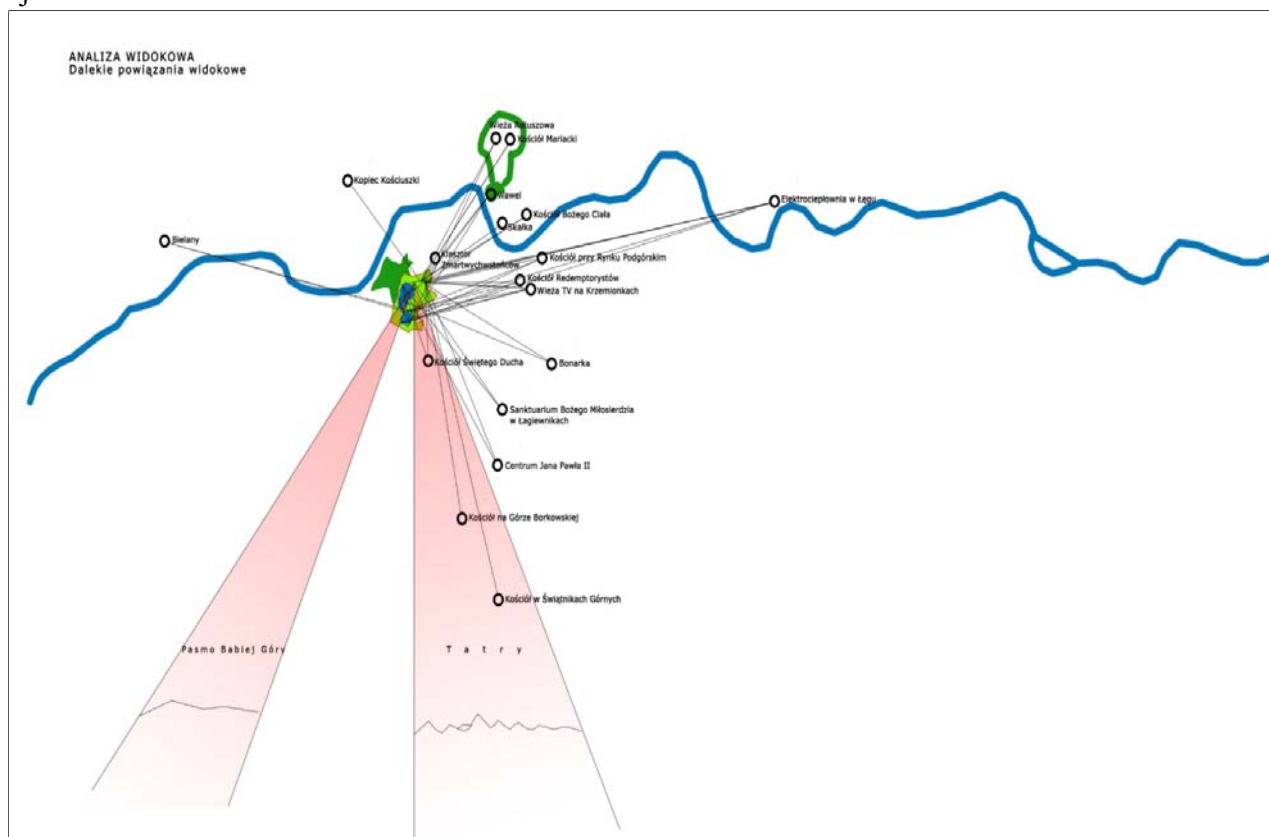 ANALIZA WIDOKOWA
Dalekie powiązania widokowe
Wieża Ratuszowa
Kościół Mariacki
Kopiec Kościuszki
Wawel
Elektrociepłownia w Łęgu
Kościół Bożego Ciała
Skałka
Bielany
Klasztor
Zmartwychwstańców
Kościół przy Rynku Podgórskim
Kościół Redemptorystów
Wieża TV na Krzemionkach
Kościół Świętego Ducha
Bonarka
Sanktuarium Bożego Miłosierdzia
w Łagiewnikach
Centrum Jana Pawła II
Kościół na Górze Borkowskiej
Kościół w Świątnikach Górnych
Pasmo Babiej Góry
T a t r y